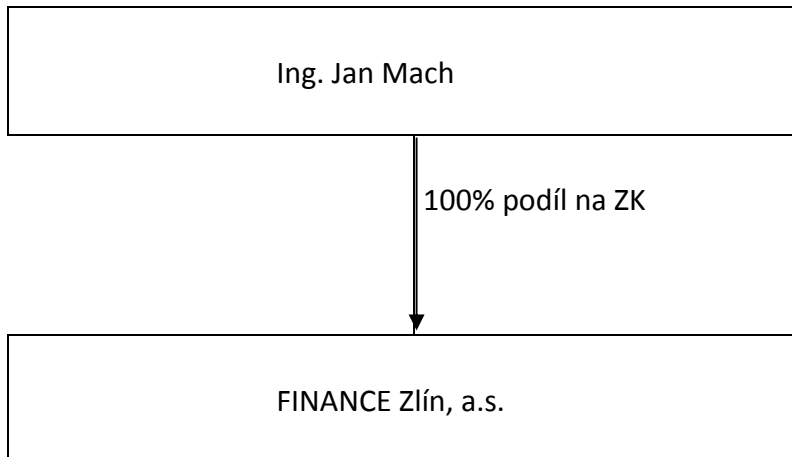 Ing. Jan Mach
100% podíl na ZK
FINANCE Zlín, a.s.